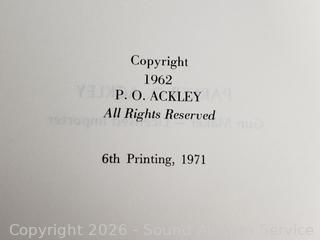 Copyright
1962
P. O. ACKLEY
All Rights Reserved
6th Printing, 1971
Copyright 2026 - Sound Auction Service